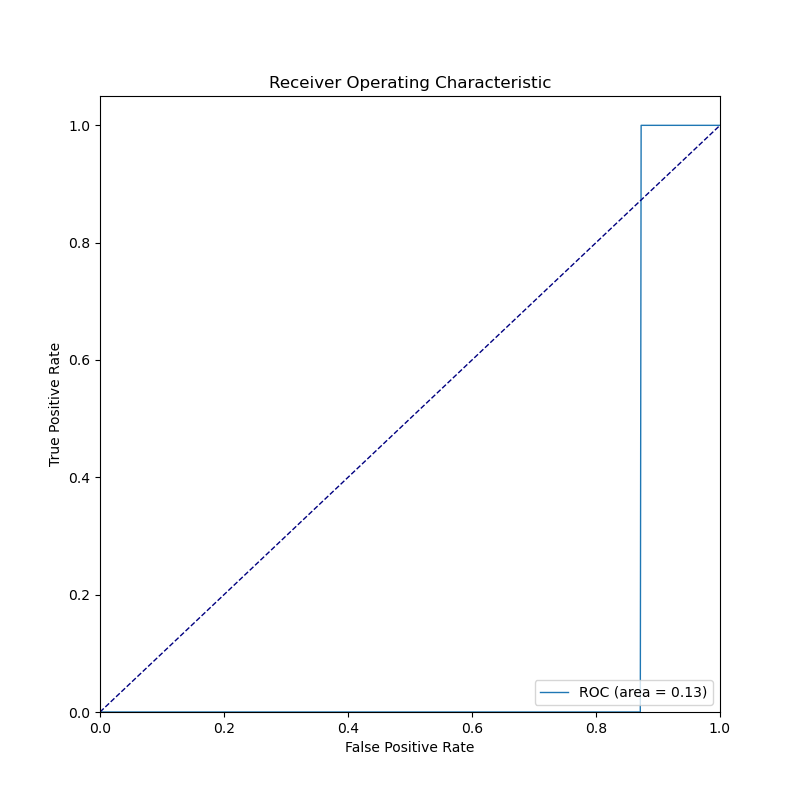 Receiver Operating Characteristic
True Positive Rate
1.0
0.8
0.6
0.4
0.2
0.0
ROC (area = 0.13)
0.0 0.2 0.4 0.6 0.8 1.0
False Positive Rate